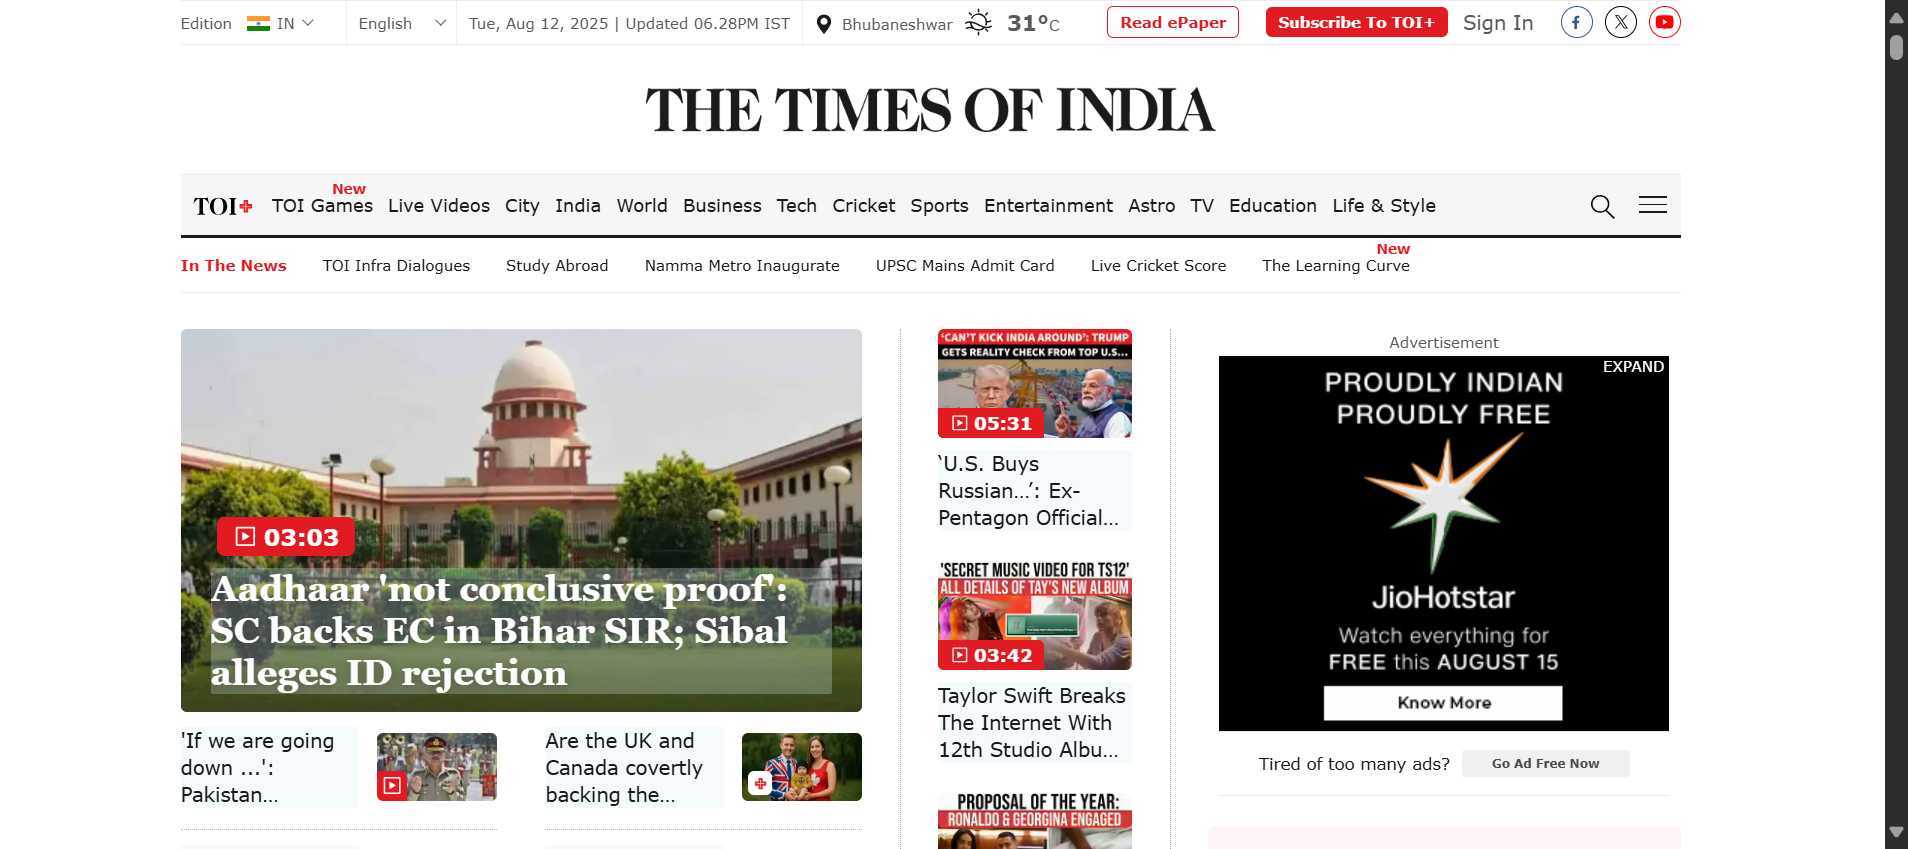 Edition IN English Tue, Aug 12, 2025 | Updated 06.28PM IST Bhubaneshwar 31°C Read ePaper Subscribe To TOI+ Sign In
THE TIMES OF INDIA
New
TOI+ TOI Games Live Videos City India World Business Tech Cricket Sports Entertainment Astro TV Education Life & Style
New
In The News TOI Infra Dialogues Study Abroad Namma Metro Inaugurate UPSC Mains Admit Card Live Cricket Score The Learning Curve
03:03
Aadhaar 'not conclusive proof':
SC backs EC in Bihar SIR; Sibal
alleges ID rejection
'If we are going
down ...':
Pakistan...
Are the UK and
Canada covertly
backing the...
'CAN'T KICK INDIA AROUND': TRUMP
GETS REALITY CHECK FROM TOP U.S...
05:31
‘U.S. Buys
Russian…’: Ex-
Pentagon Official...
'SECRET MUSIC VIDEO FOR TS12'
ALL DETAILS OF TAY'S NEW ALBUM
03:42
Taylor Swift Breaks
The Internet With
12th Studio Albu...
PROPOSAL OF THE YEAR:
RONALDO & GEORGINA ENGAGED
Advertisement
EXPAND
PROUDLY INDIAN
PROUDLY FREE
JioHotstar
Watch everything for
FREE this AUGUST 15
Know More
Tired of too many ads? Go Ad Free Now